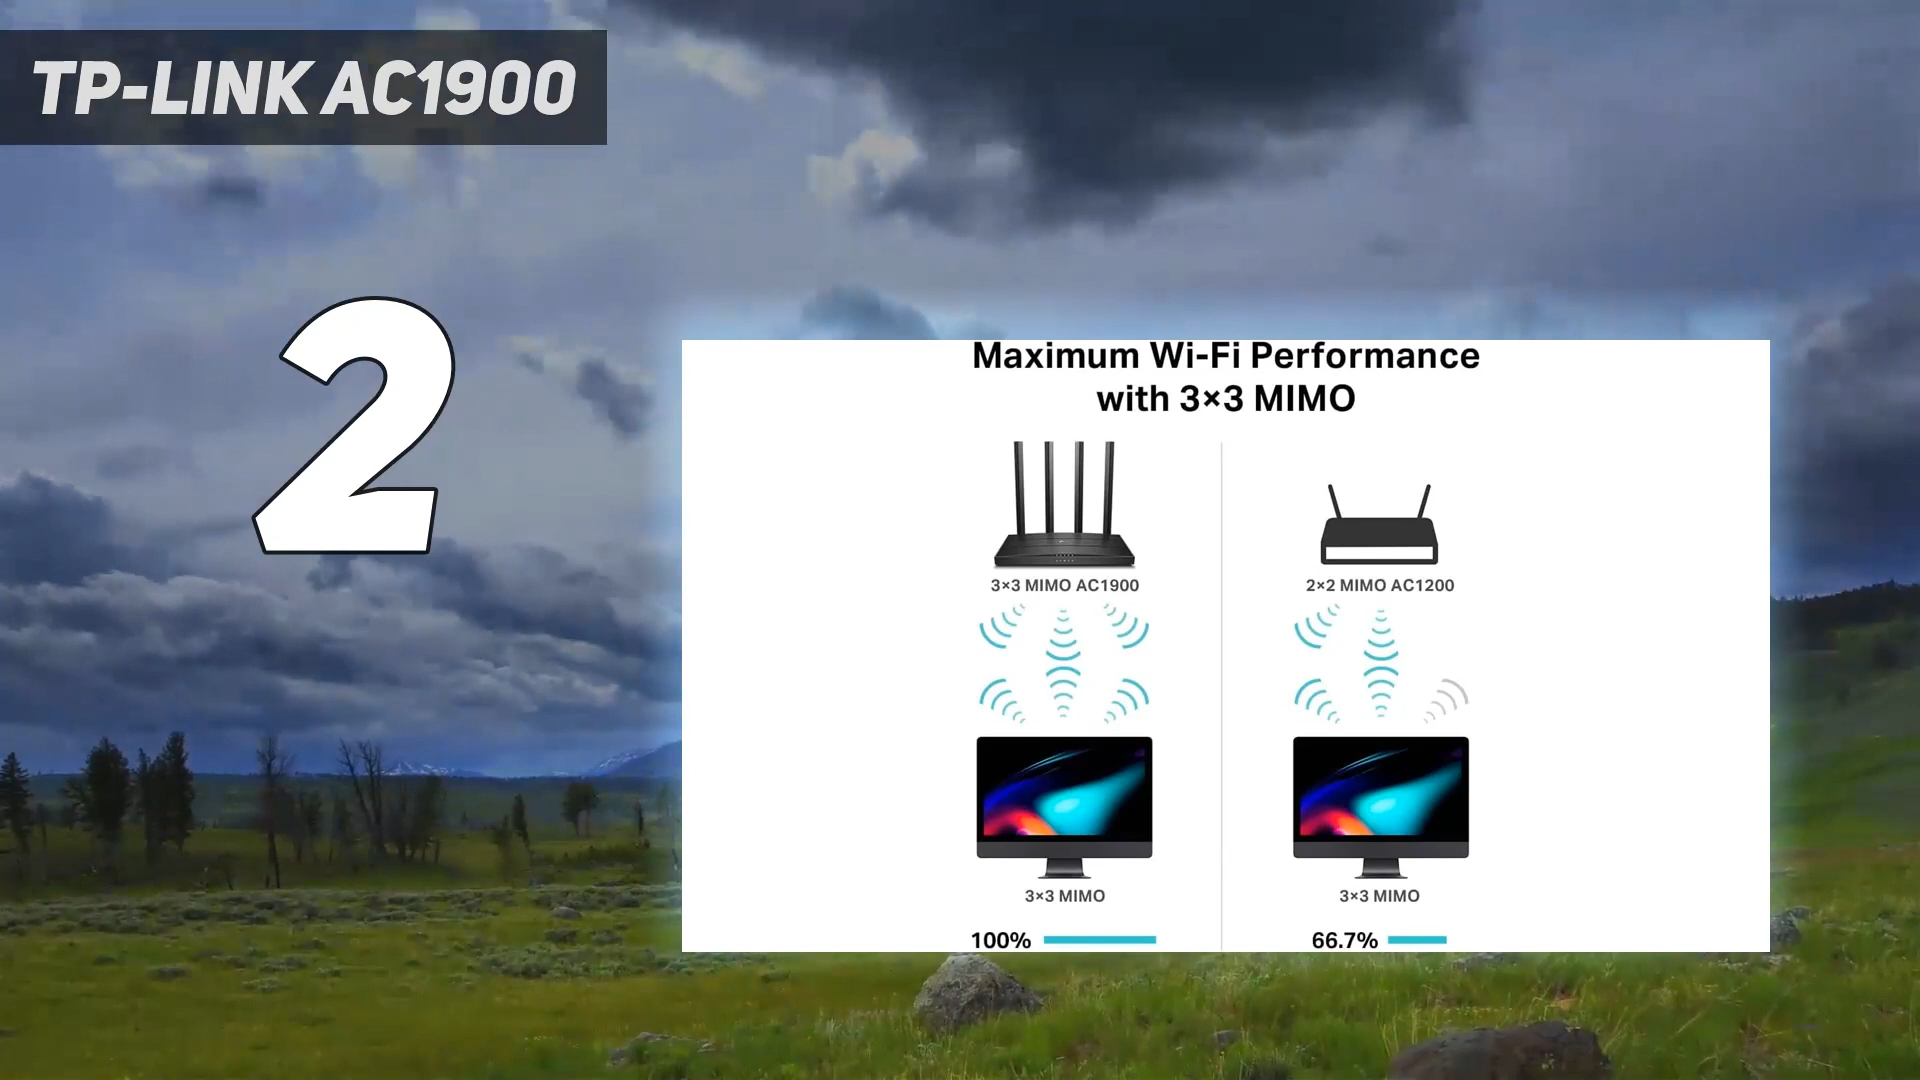 TP-LINK AC1900
2
Maximum Wi-Fi Performance
with 3×3 MIMO
3×3 MIMO AC1900
2×2 MIMO AC1200
3×3 MIMO
3×3 MIMO
100%
66.7%